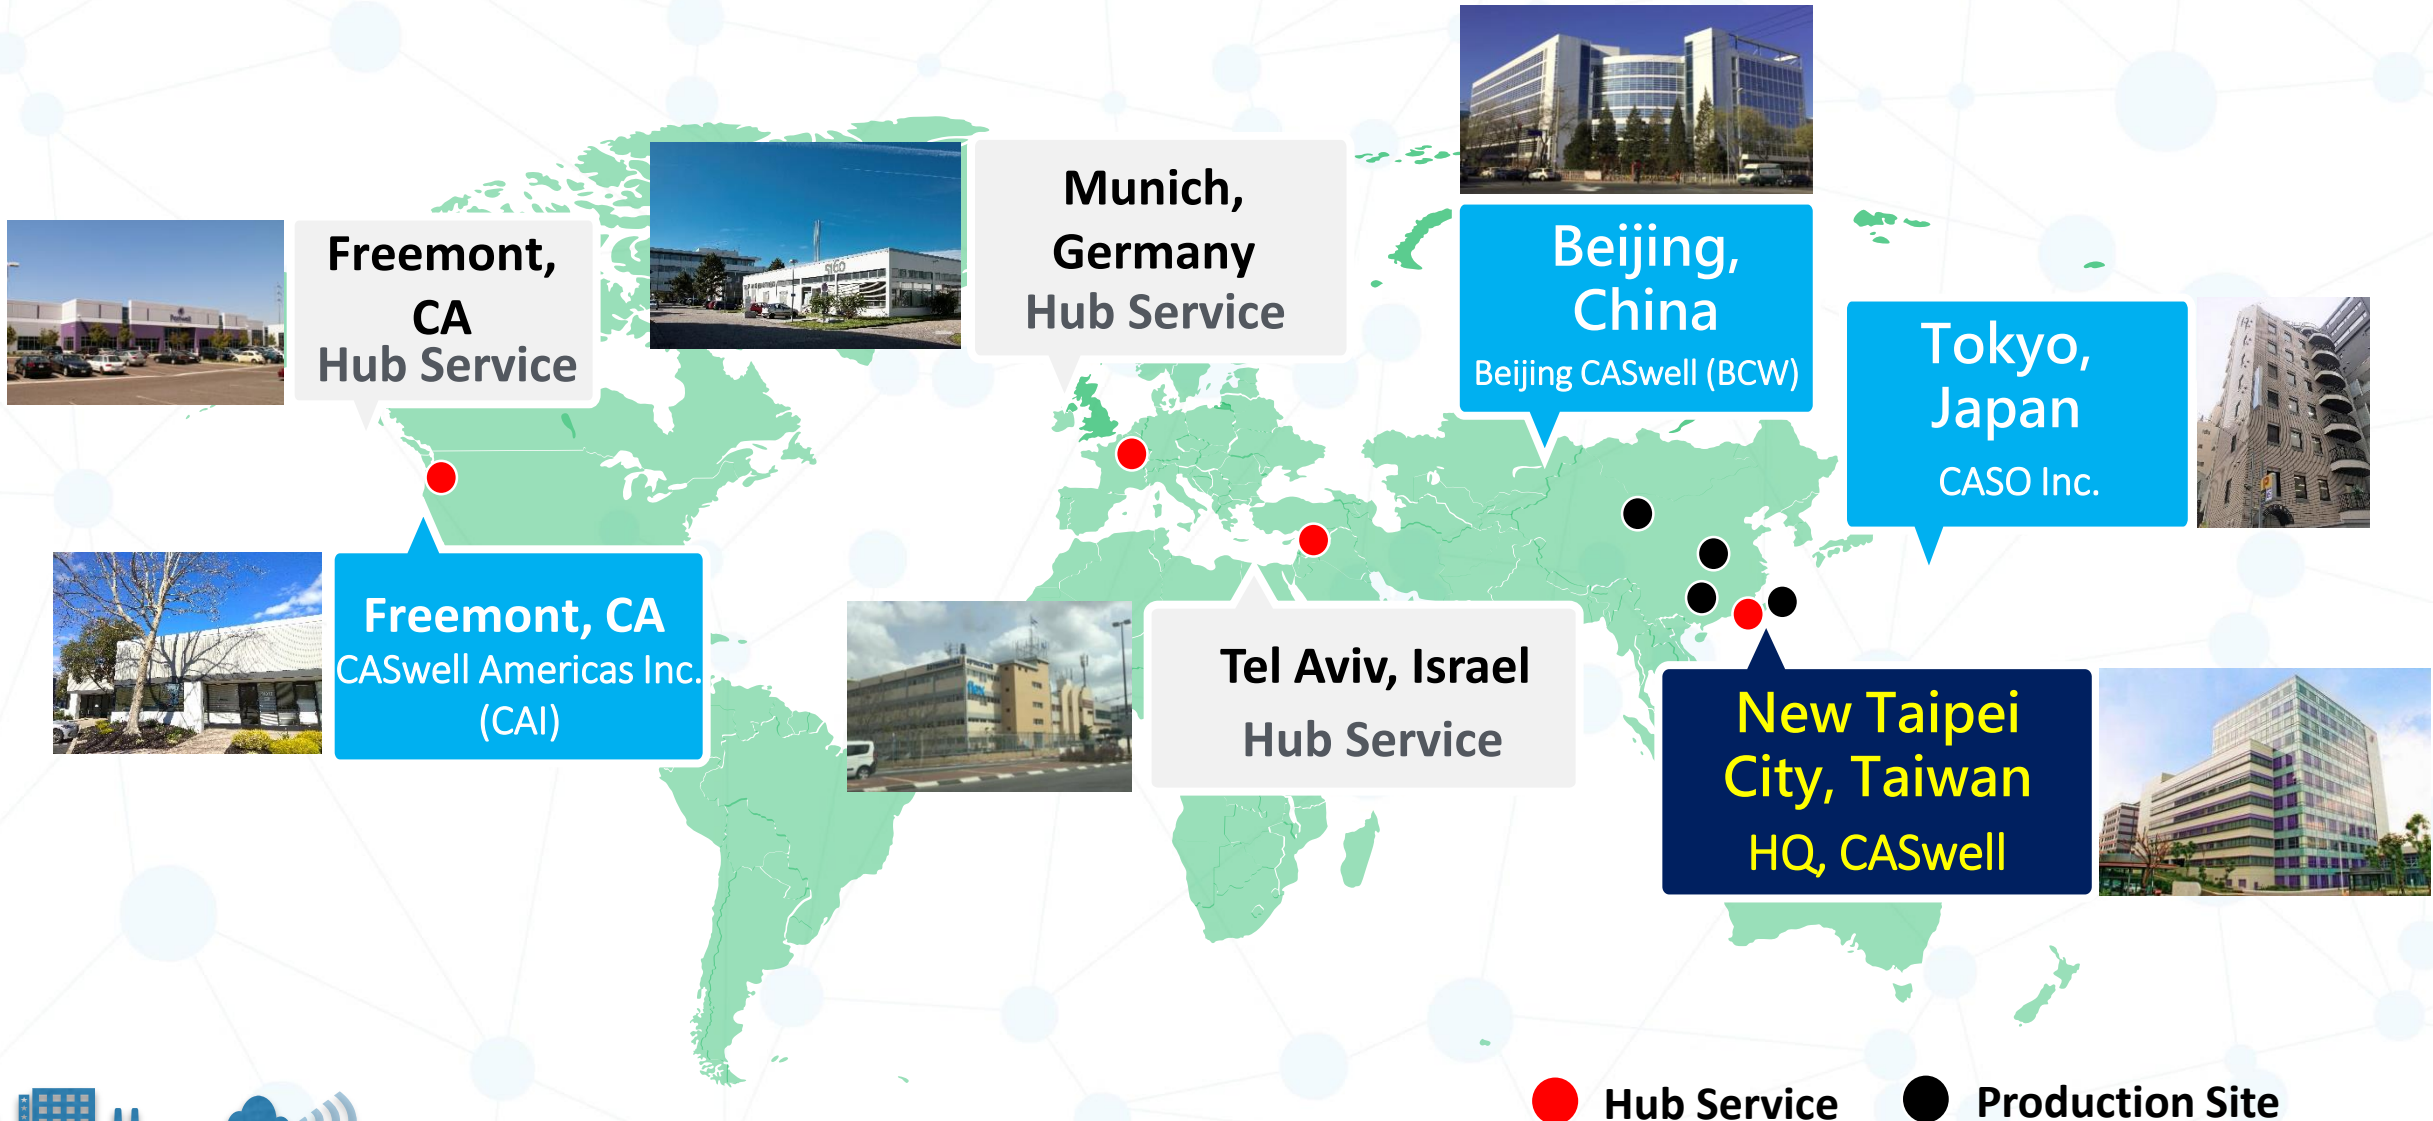 Freemont,
CA
Hub Service
Munich,
Germany
Hub Service
5160
Beijing,
China
Beijing CASwell (BCW)
Tokyo,
Japan
CASO Inc.
Freemont, CA
CASwell Americas Inc.
(CAI)
flex
Tel Aviv, Israel
Hub Service
New Taipei
City, Taiwan
HQ, CASwell
Hub Service
Production Site